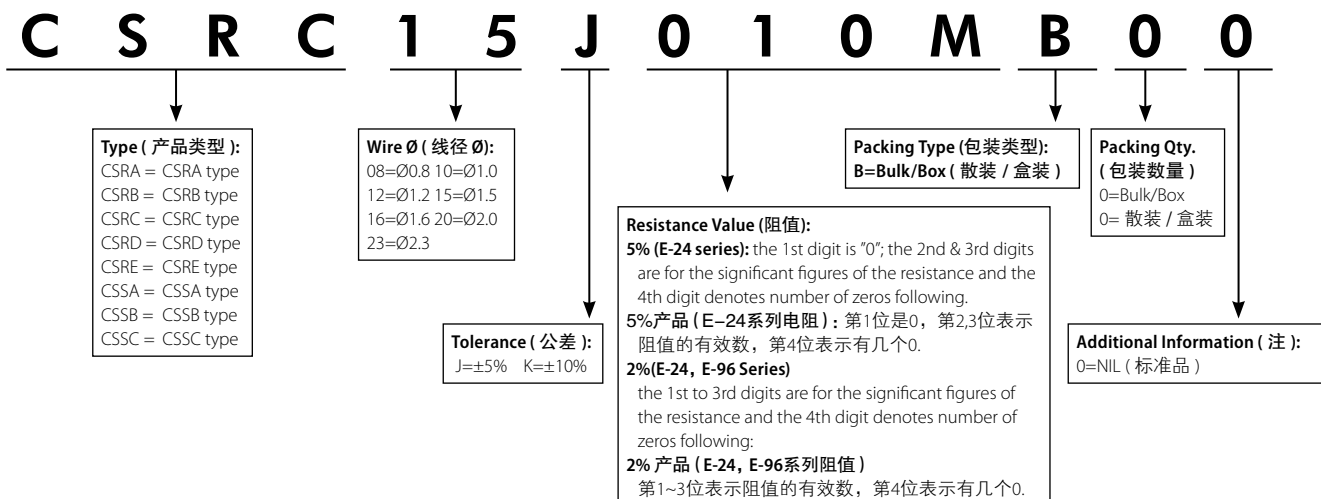 C S R C 1 5 J 0 1 0 M B 0 0
Type ( 产品类型 ):
CSRA = CSRA type
CSRB = CSRB type
CSRC = CSRC type
CSRD = CSRD type
CSRE = CSRE type
CSSA = CSSA type
CSSB = CSSB type
CSSC = CSSC type
Wire Ø ( 线径 Ø):
08=Ø0.8 10=Ø1.0
12=Ø1.2 15=Ø1.5
16=Ø1.6 20=Ø2.0
23=Ø2.3
Tolerance ( 公差 ):
J=±5% K=±10%
Resistance Value (阻值):
5% (E-24 series): the 1st digit is "0"; the 2nd & 3rd digits
are for the significant figures of the resistance and the
4th digit denotes number of zeros following.
5%产品 ( E–24系列电阻 ) : 第1位是0，第2,3位表示
阻值的有效数，第4位表示有几个0.
2%(E-24, E-96 Series)
the 1st to 3rd digits are for the significant figures of
the resistance and the 4th digit denotes number of
zeros following:
2% 产品 ( E-24, E-96系列阻值 )
第1~3位表示阻值的有效数，第4位表示有几个0.
Packing Type (包装类型):
B=Bulk/Box ( 散装 / 盒装 )
Packing Qty.
( 包装数量 )
0=Bulk/Box
0= 散装 / 盒装
Additional Information ( 注 ):
0=NIL ( 标准品 )